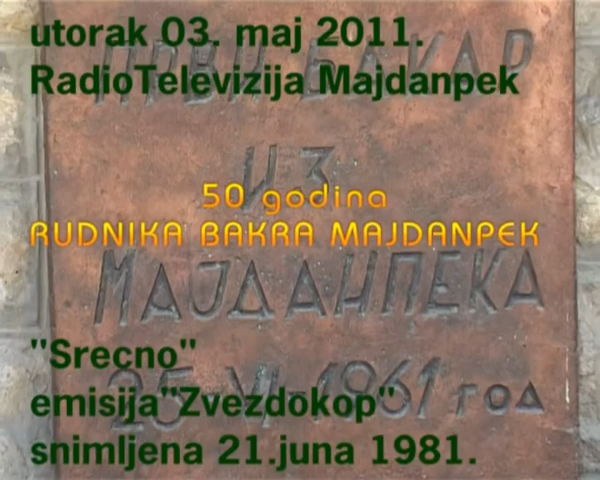 utorak 03. maj 2011.
ПРВИ БАКАР
RadioTelevizija Majdanpek
ИЗ
50 godina
RUDNIKA BAKRA MAJDANPEK
МАЈДАНПЕКА
"Srecno"
25-VI-1961 ГОД
emisija"Zvezdokop"
snimljena 21.juna 1981.